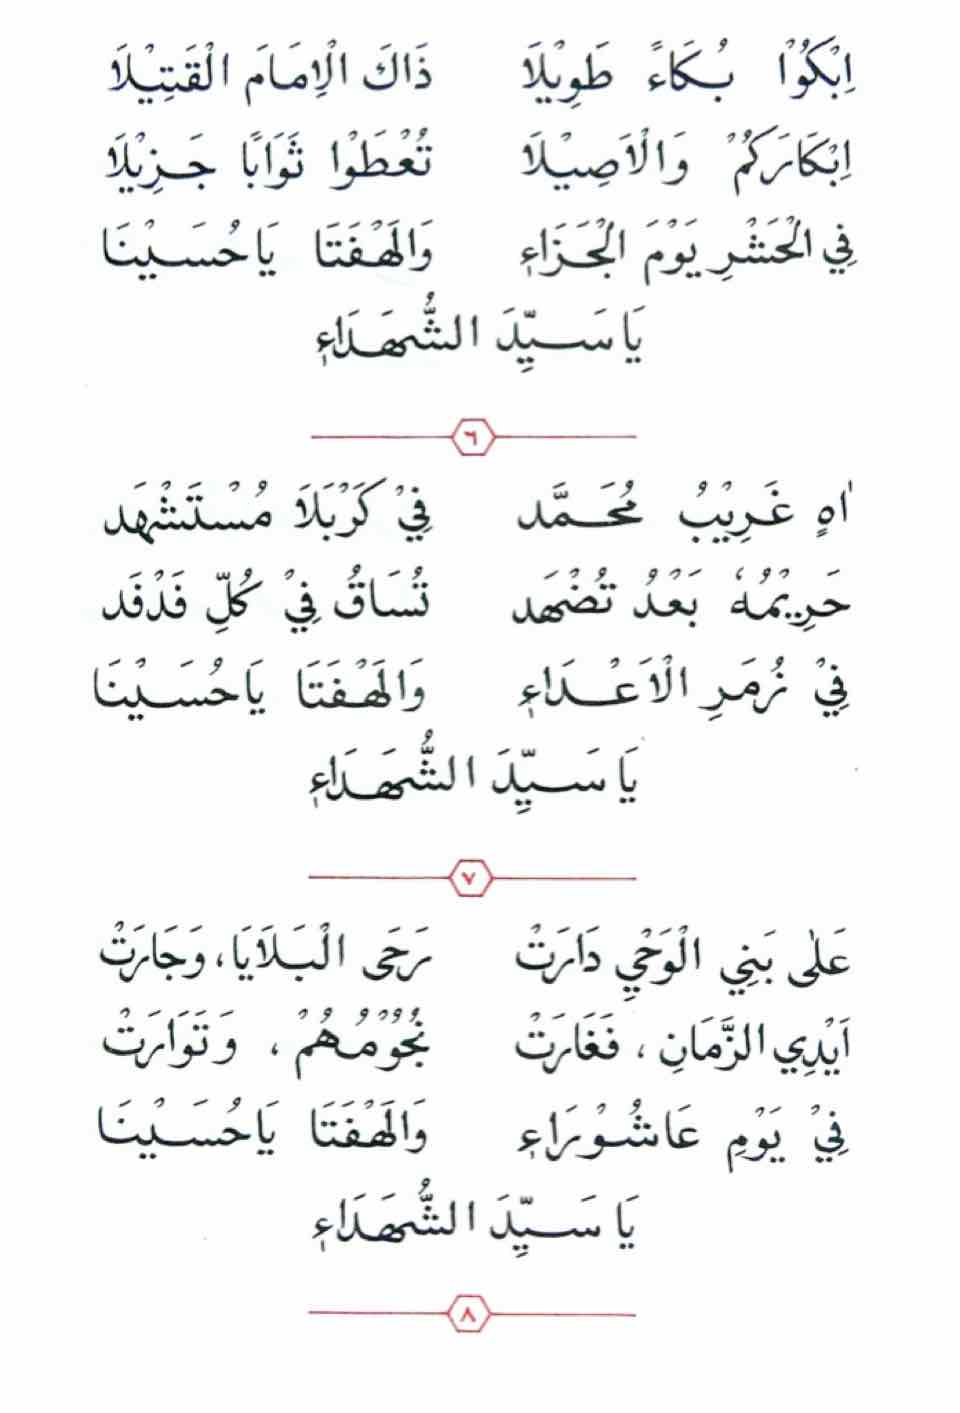 اِبْكُوْا بُكَاءً طَوِيْلَا ذَاكَ الْاِمَامَ الْقَتِيْلَا
اِبْكَارَكُمْ وَالْاَصِيْلَا تُعْطَوْا ثَوَابًا جَزِيْلَا
فِي الْحَشْرِ يَوْمَ الْجَزَاءِ وَالَهْفَتَا يَاحُسَيْنَا
يَا سَيِّدَ الشُّهَدَاءِ
٦
اٰهٍ غَرِيْبُ مُحَمَّد فِيْ كَرْبَلَا مُسْتَشْهَد
حَرِيْمُهٗ بَعْدُ تُضْهَد تُسَاقُ فِيْ كُلِّ فَدْفَد
فِيْ زُمَرِ الْاَعْدَاءِ وَالَهْفَتَا يَاحُسَيْنَا
يَا سَيِّدَ الشُّهَدَاءِ
٧
عَلٰى بَنِي الْوَحْيِ دَارَتْ رَحَى الْبَلَايَا، وَجَارَتْ
اَيْدِي الزَّمَانِ، فَغَارَتْ نُجُوْمُهُمْ، وَتَوَارَتْ
فِيْ يَوْمِ عَاشُوْرَاءِ وَالَهْفَتَا يَاحُسَيْنَا
يَا سَيِّدَ الشُّهَدَاءِ
٨